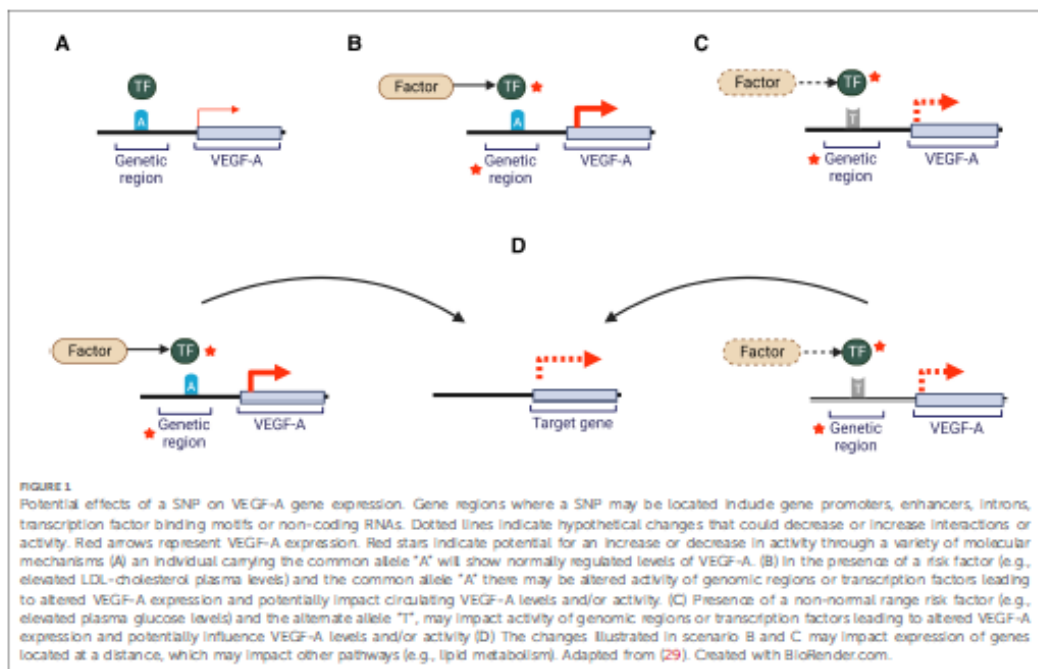 A
B
C
TF
A
Genetic
region
VEGF-A
Factor
TF
A
Genetic
region
VEGF-A
Factor
TF
T
Genetic
region
VEGF-A
D
Factor
TF
A
Genetic
region
VEGF-A
Target gene
Factor
TF
T
Genetic
region
VEGF-A
FIGURE 1
Potential effects of a SNP on VEGF-A gene expression. Gene regions where a SNP may be located include gene promoters, enhancers, introns,
transcription factor binding motifs or non-coding RNAs. Dotted lines indicate hypothetical changes that could decrease or increase interactions or
activity. Red arrows represent VEGF-A expression. Red stars indicate potential for an increase or decrease in activity through a variety of molecular
mechanisms (A) an individual carrying the common allele "A" will show normally regulated levels of VEGF-A. (B) In the presence of a risk factor (e.g.,
elevated LDL-cholesterol plasma levels) and the common allele "A" there may be altered activity of genomic regions or transcription factors leading
to altered VEGF-A expression and potentially impact circulating VEGF-A levels and/or activity. (C) Presence of a non-normal range risk factor (e.g.,
elevated plasma glucose levels) and the alternate allele "T", may impact activity of genomic regions or transcription factors leading to altered VEGF-A
expression and potentially influence VEGF-A levels and/or activity (D) The changes illustrated in scenario B and C may impact expression of genes
located at a distance, which may impact other pathways (e.g., lipid metabolism). Adapted from (29). Created with BioRender.com.